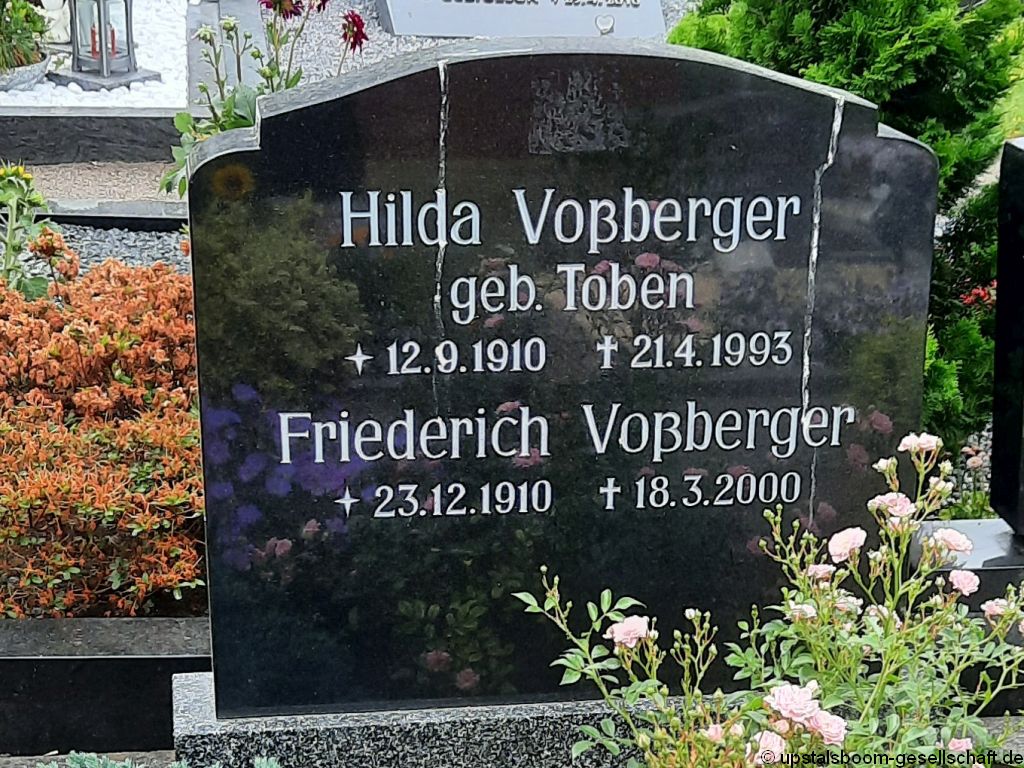 Hilda Voßberger
geb. Toben
✦ 12.9.1910 ✝ 21.4.1993
Friederich Voßberger
✦ 23.12.1910 ✝ 18.3.2000
© upstalsboom-gesellschaft.de